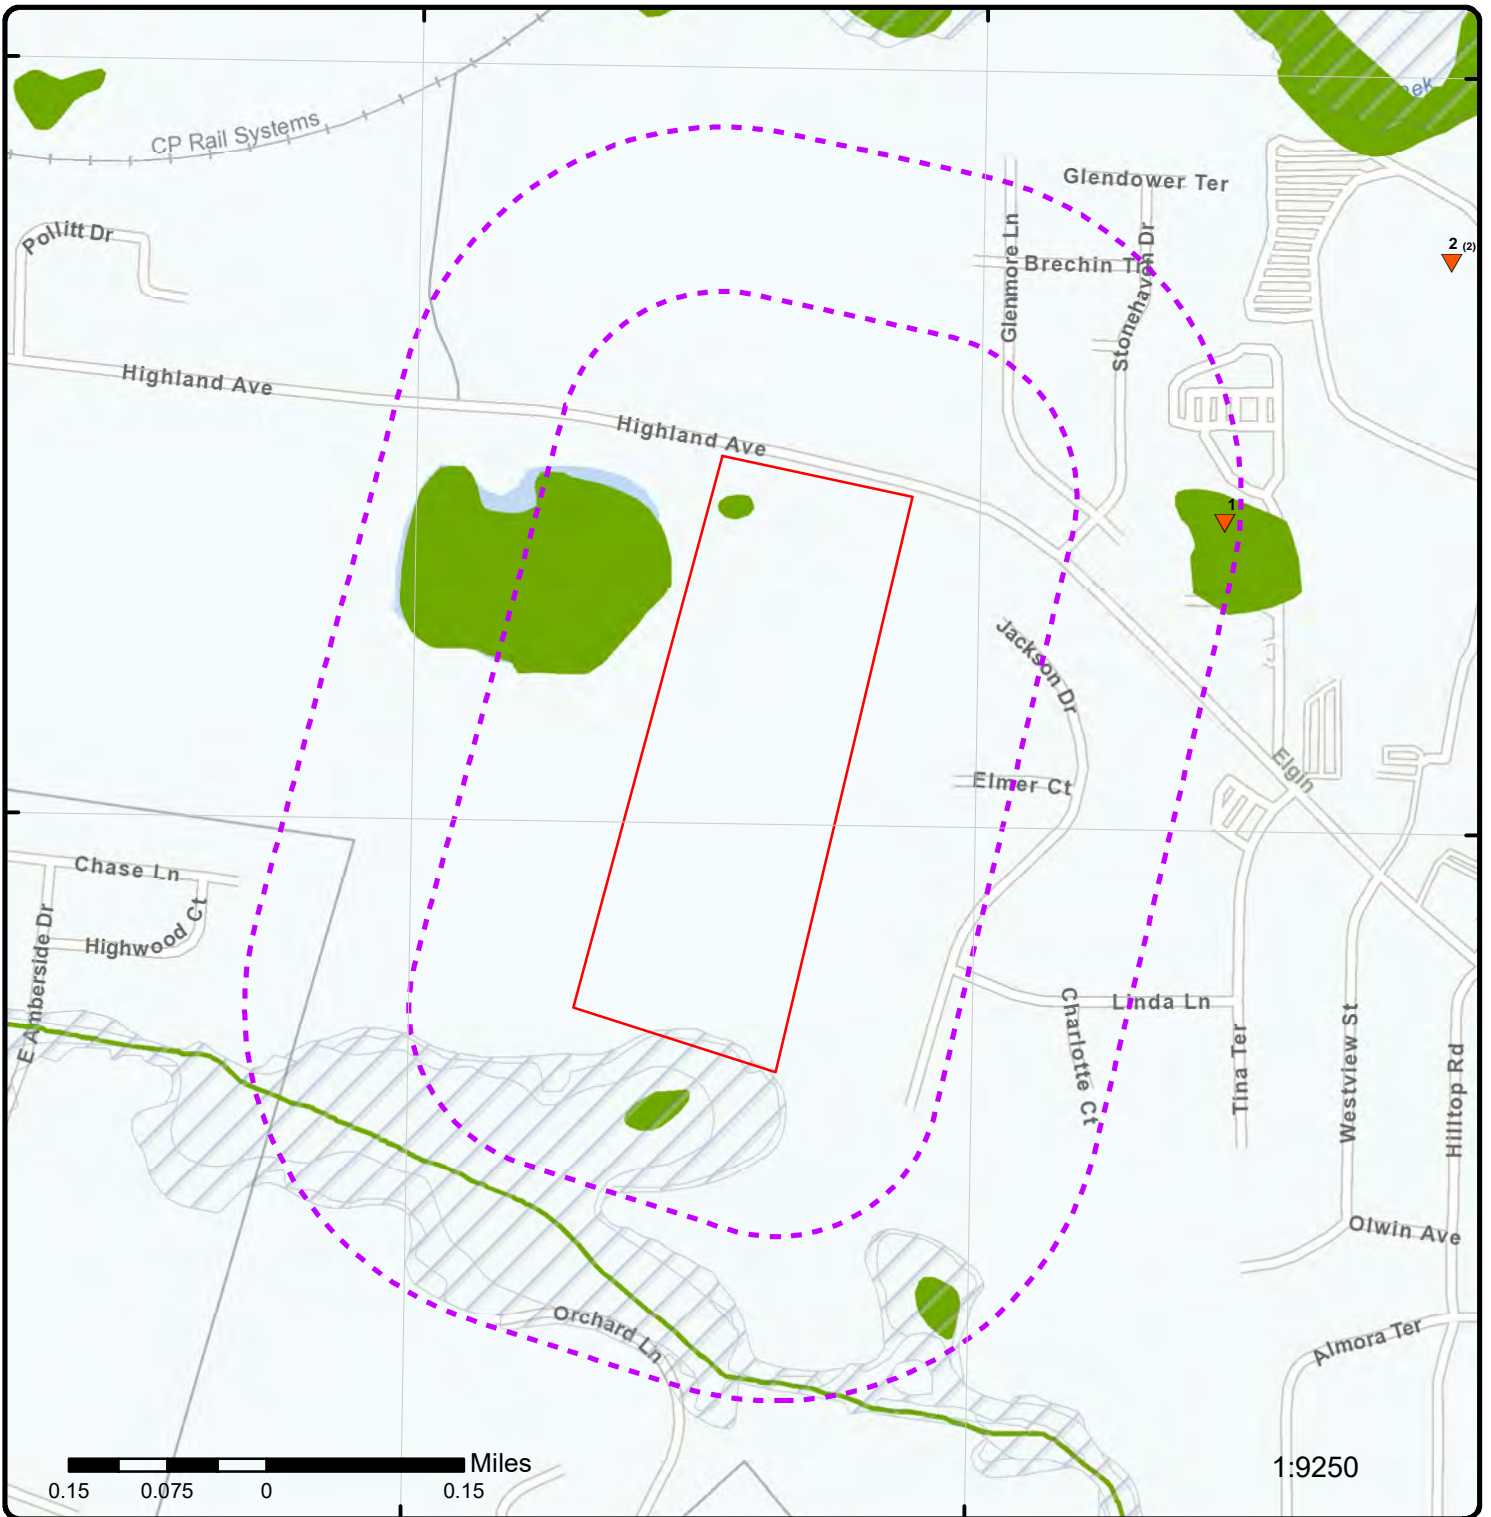 CP Rail Systems
Pollitt Dr
Glendower Ter
Glenmore Ln
Brechin Trl
Stonehaven Dr
2 (2)
Highland Ave
Highland Ave
1
Jackson Dr
Elmer Ct
Elgin
Chase Ln
Highwood Ct
E Amberside Dr
Linda Ln
Charlotte Ct
Tina Ter
Westview St
Hilltop Rd
Olwin Ave
Orchard Ln
Almora Ter
Miles
0.15 0.075 0 0.15
1:9250